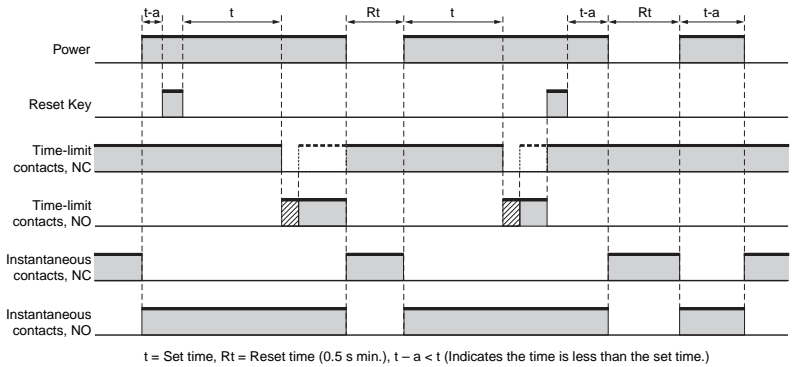 t-a t Rt t t-a Rt t-a
Power
Reset Key
Time-limit
contacts, NC
Time-limit
contacts, NO
Instantaneous
contacts, NC
Instantaneous
contacts, NO
t = Set time, Rt = Reset time (0.5 s min.), t – a < t (Indicates the time is less than the set time.)